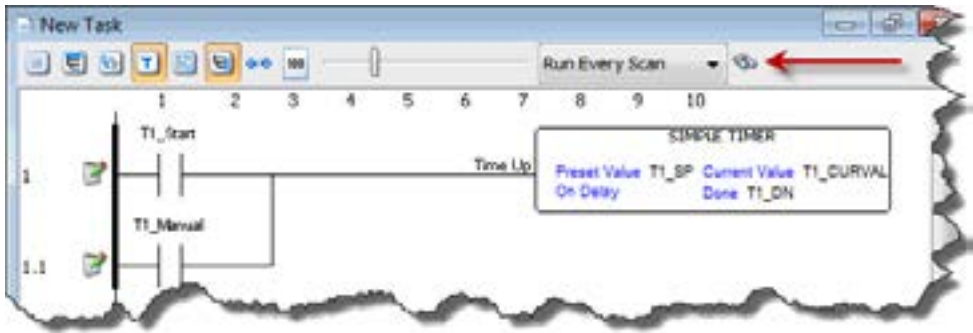 New Task
T
100
Run Every Scan
1 2 3 4 5 6 7 8 9 10
T1_Start
SIMPLE TIMER
1
Time Up
Preset Value T1_SP Current Value T1_CURVAL
On Delay Done T1_DN
T1_Manual
1.1